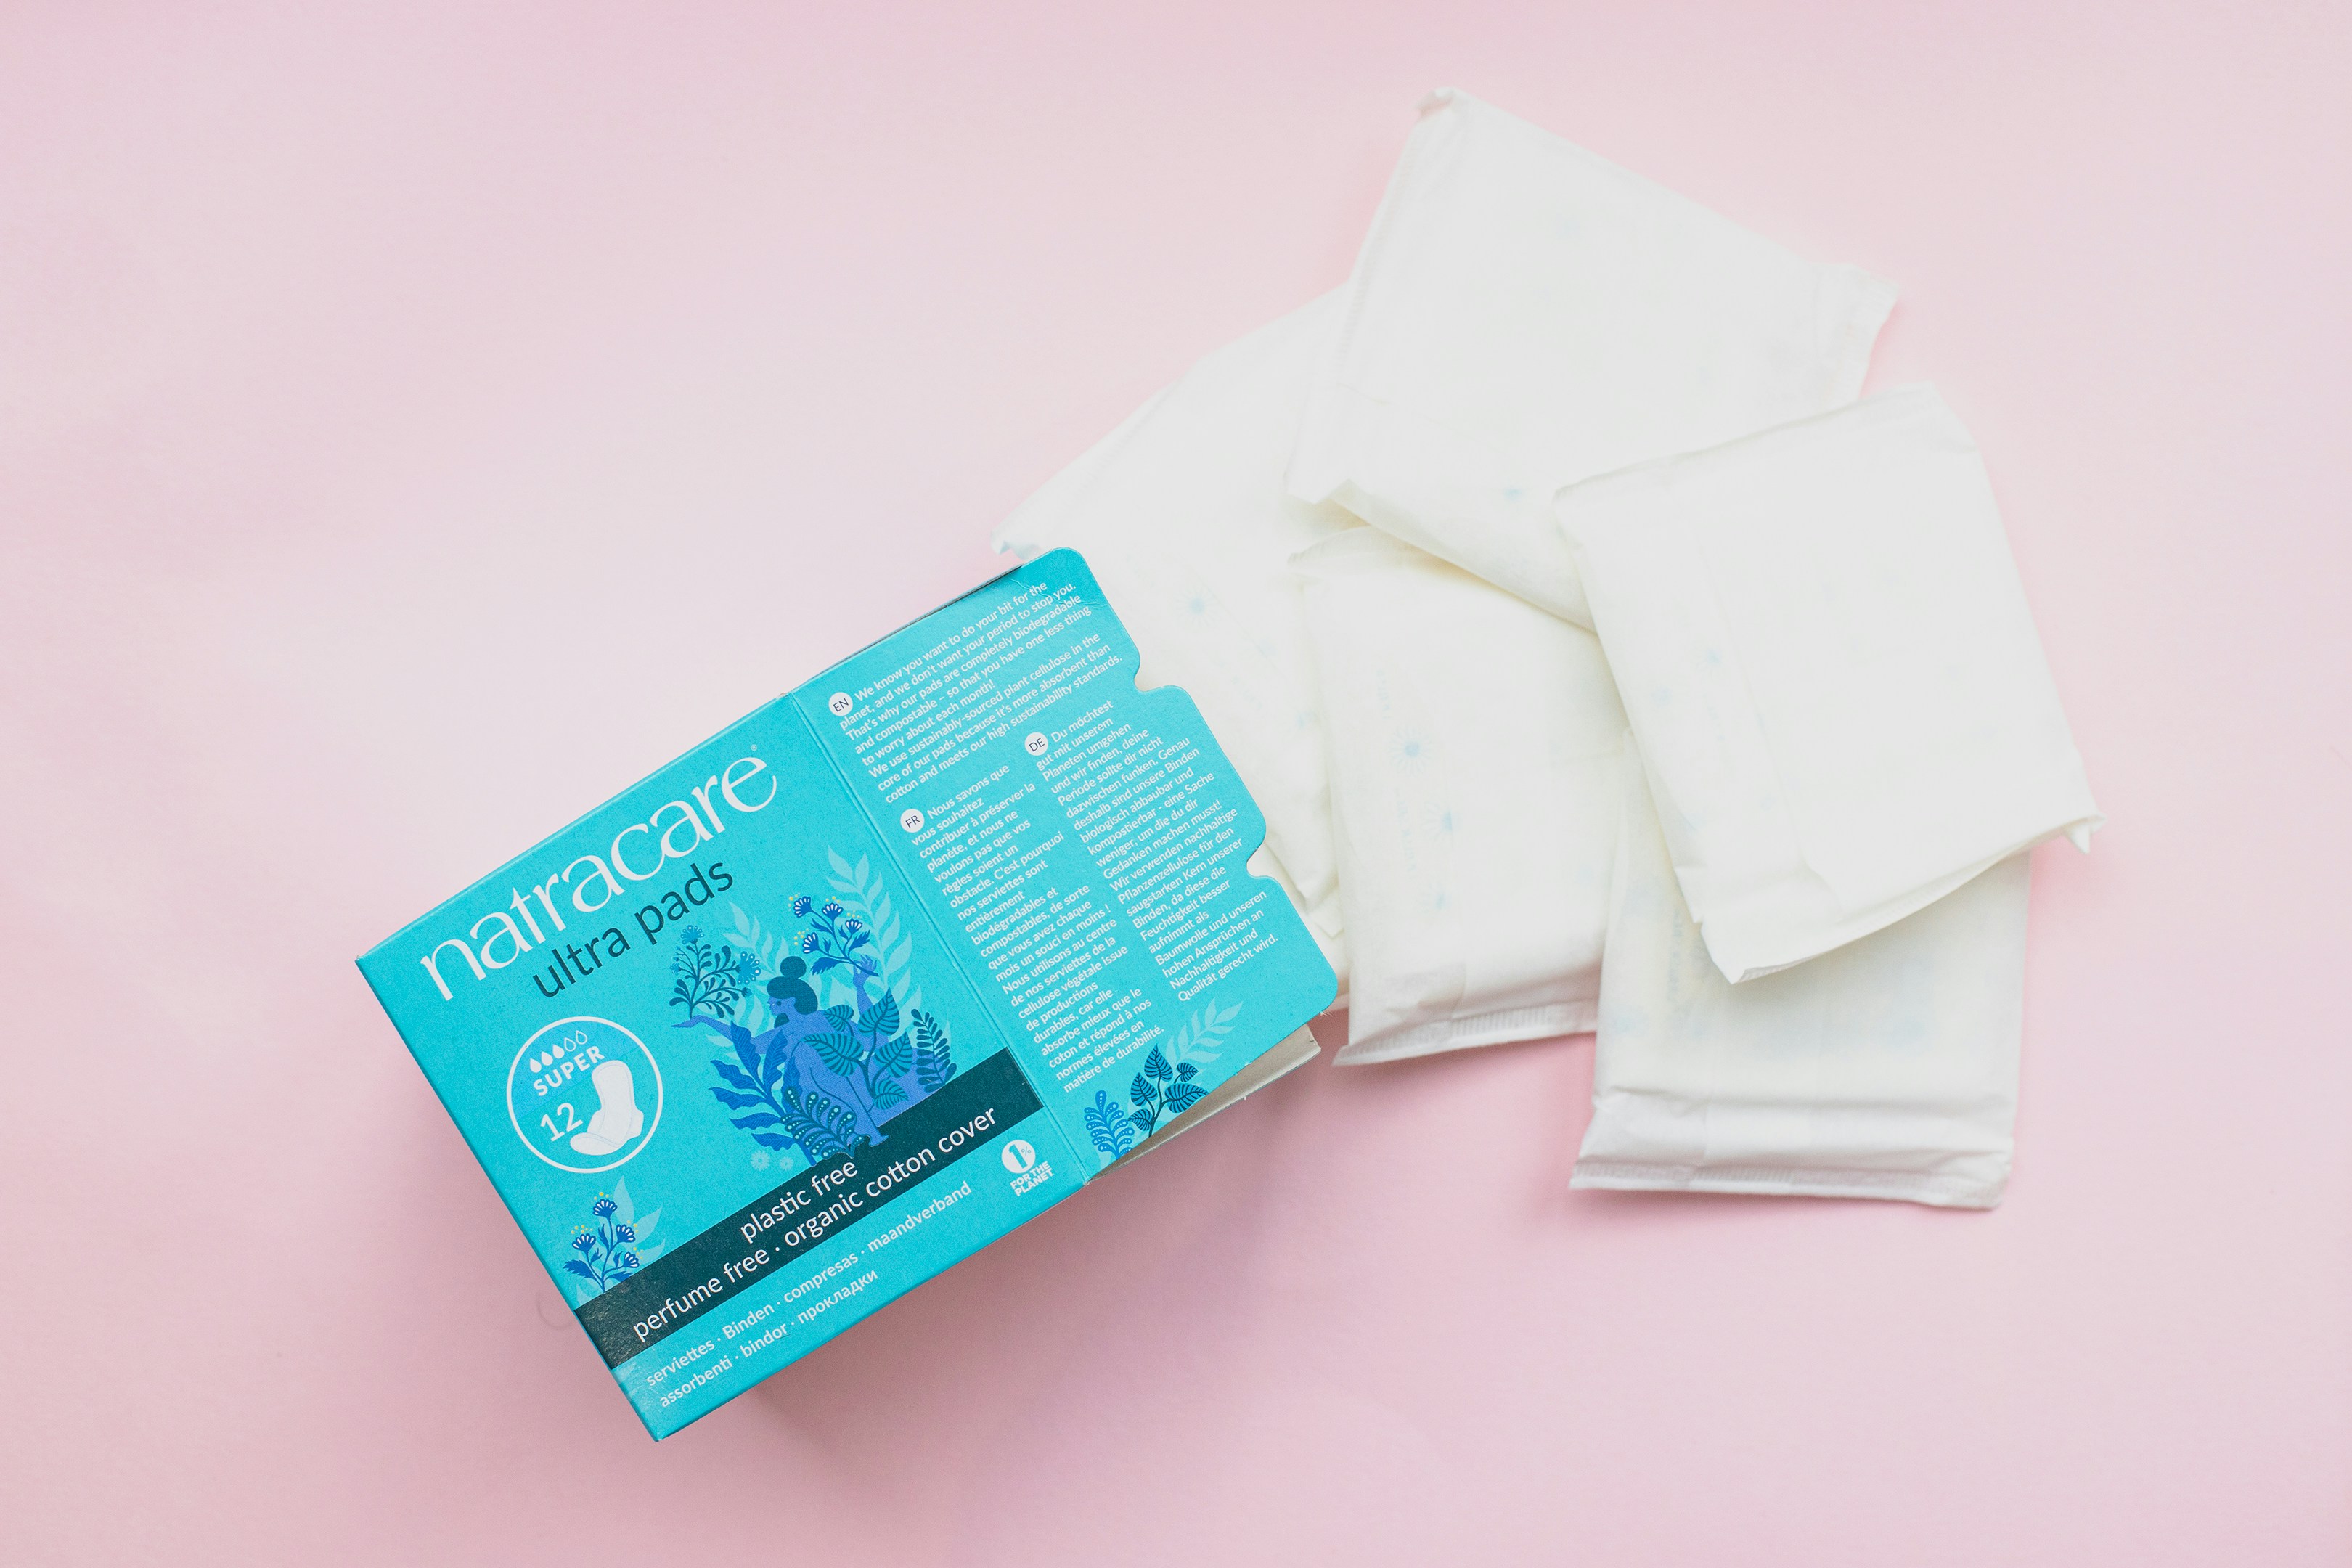 natracare
ultra pads
SUPER
12
plastic free
perfume free · organic cotton cover
serviettes · Binden · compresas · maandverband
assorbenti · bindor · прокладки
1%
FOR THE
PLANET
EN We know you want to do your bit for the
planet, and we don't want your period to stop you.
That's why our pads are completely biodegradable
and compostable – so that you have one less thing
to worry about each month!
We use sustainably-sourced plant cellulose in the
core of our pads because it's more absorbent than
cotton and meets our high sustainability standards.
FR Nous savons que
vous souhaitez
contribuer à préserver la
planète, et nous ne
voulons pas que vos
règles soient un
obstacle. C'est pourquoi
nos serviettes sont
entièrement
biodégradables et
compostables, de sorte
que vous avez chaque
mois un souci en moins !
Nous utilisons au centre
de nos serviettes de la
cellulose végétale issue
de productions
durables, car elle
absorbe mieux que le
coton et répond à nos
normes élevées en
matière de durabilité.
DE Du möchtest
gut mit unserem
Planeten umgehen
und wir finden, deine
Periode sollte dir nicht
dazwischen funken. Genau
deshalb sind unsere Binden
biologisch abbaubar und
kompostierbar – eine Sache
weniger, um die du dir
Gedanken machen musst!
Wir verwenden nachhaltige
Pflanzenzellulose für den
saugstarken Kern unserer
Binden, da diese die
Feuchtigkeit besser
aufnimmt als
Baumwolle und unseren
hohen Ansprüchen an
Nachhaltigkeit und
Qualität gerecht wird.